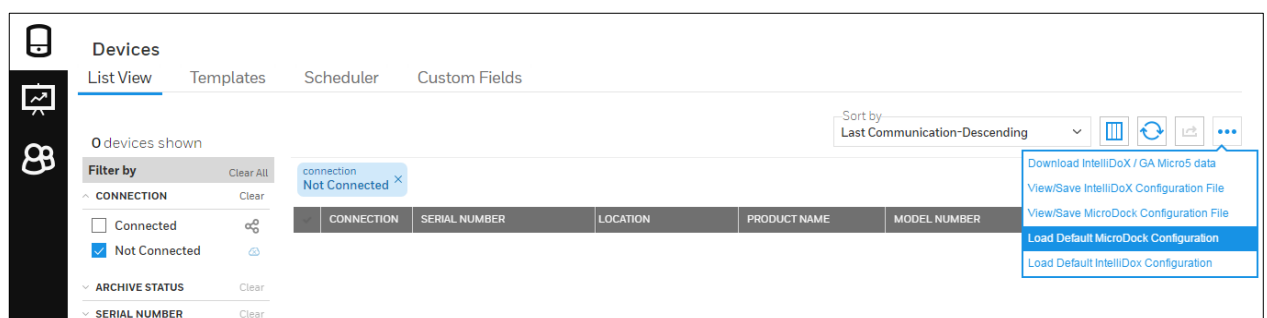 Devices
List View Templates Scheduler Custom Fields
Sort by
Last Communication-Descending
0 devices shown
Filter by Clear All
connection
Not Connected ×
CONNECTION Clear
Connected
Not Connected
ARCHIVE STATUS Clear
SERIAL NUMBER Clear
CONNECTION SERIAL NUMBER LOCATION PRODUCT NAME MODEL NUMBER
Download IntelliDoX / GA Micro5 data
View/Save IntelliDoX Configuration File
View/Save MicroDock Configuration File
Load Default MicroDock Configuration
Load Default IntelliDox Configuration